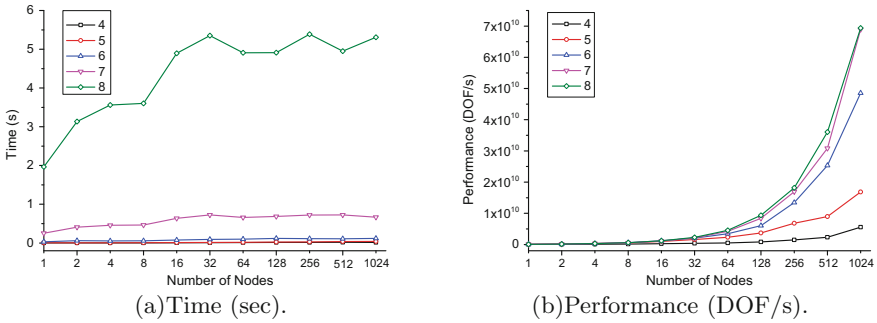 6
5
4
3
2
1
0
Time (s)
4
5
6
7
8
1 2 4 8 16 32 64 128 256 512 1024
Number of Nodes
(a)Time (sec).
7x10^10
6x10^10
5x10^10
4x10^10
3x10^10
2x10^10
1x10^10
0
Performance (DOF/s)
4
5
6
7
8
1 2 4 8 16 32 64 128 256 512 1024
Number of Nodes
(b)Performance (DOF/s).